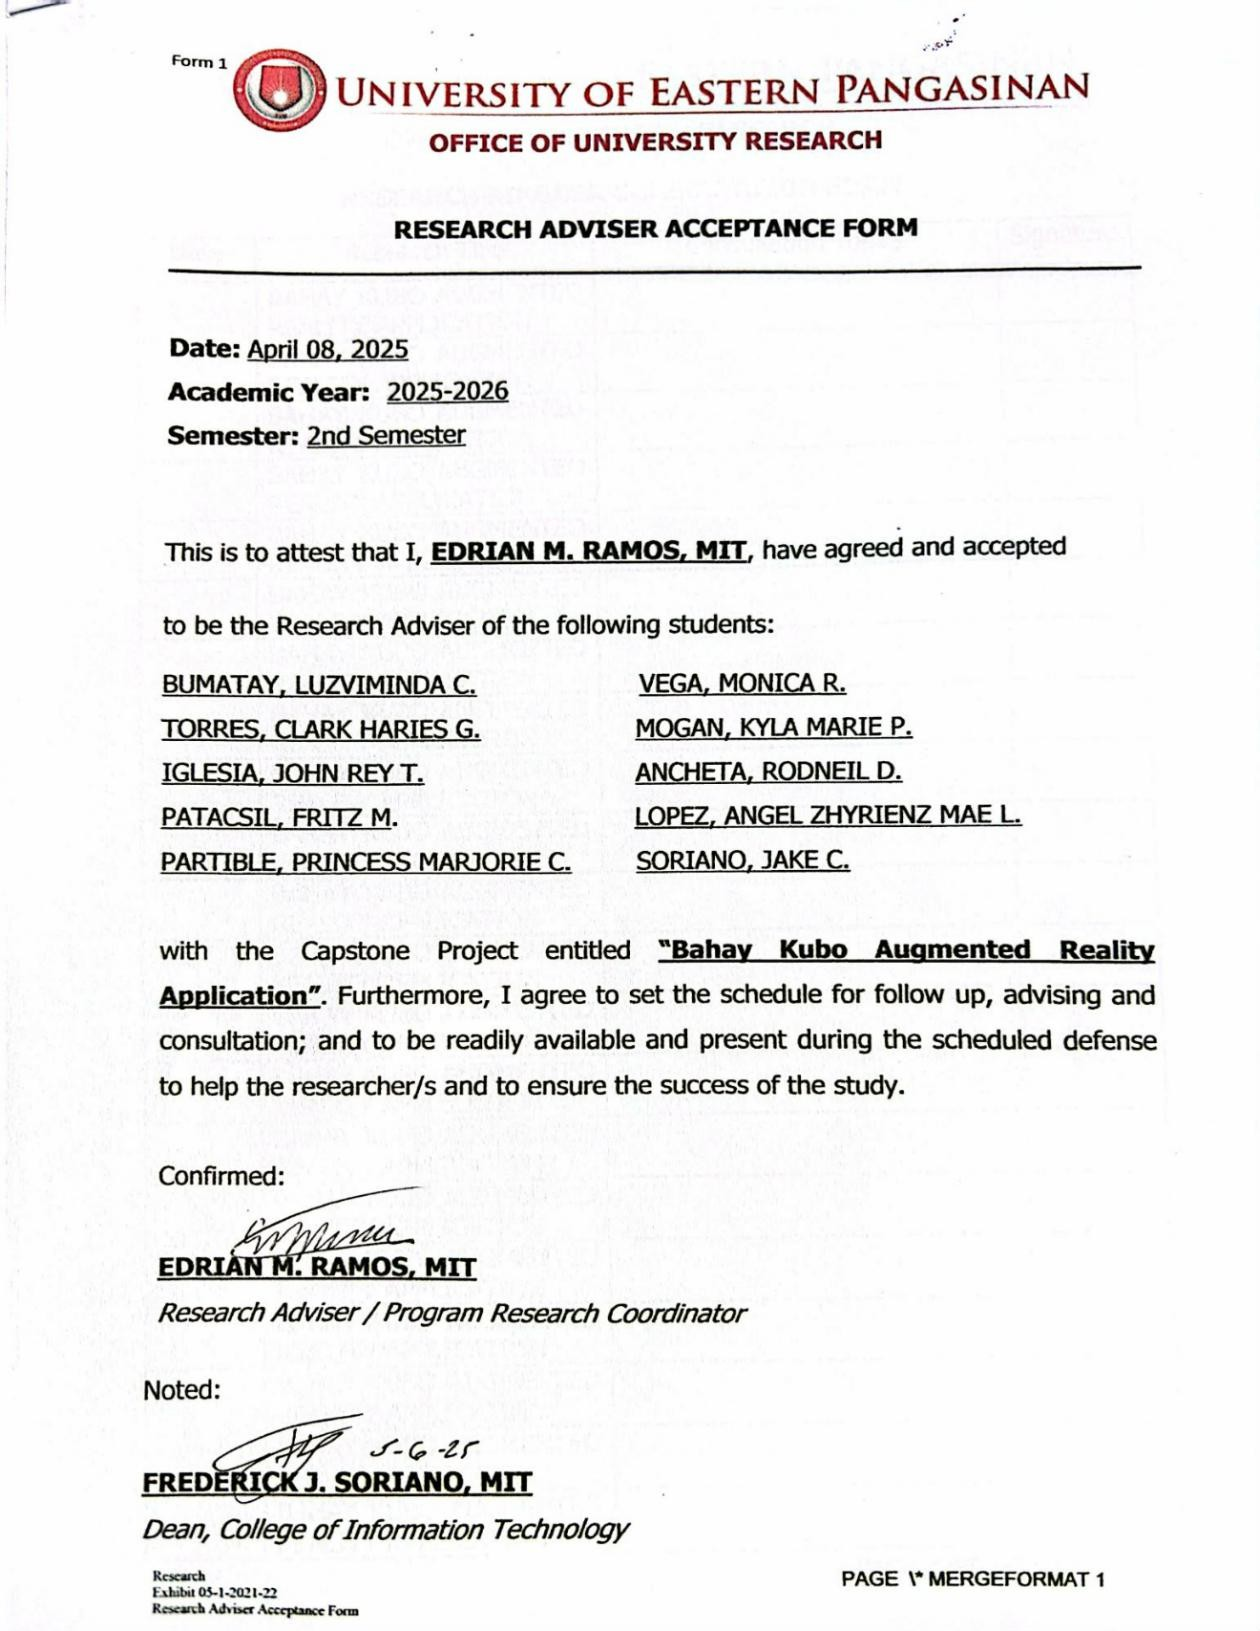 Form 1
UNIVERSITY OF EASTERN PANGASINAN
OFFICE OF UNIVERSITY RESEARCH
RESEARCH ADVISER ACCEPTANCE FORM
Date: April 08, 2025
Academic Year: 2025-2026
Semester: 2nd Semester
This is to attest that I, EDRIAN M. RAMOS, MIT, have agreed and accepted
to be the Research Adviser of the following students:
BUMATAY, LUZVIMINDA C. VEGA, MONICA R.
TORRES, CLARK HARIES G. MOGAN, KYLA MARIE P.
IGLESIA, JOHN REY T. ANCHETA, RODNEIL D.
PATACSIL, FRITZ M. LOPEZ, ANGEL ZHYRIENZ MAE L.
PARTIBLE, PRINCESS MARJORIE C. SORIANO, JAKE C.
with the Capstone Project entitled "Bahay Kubo Augmented Reality
Application". Furthermore, I agree to set the schedule for follow up, advising and
consultation; and to be readily available and present during the scheduled defense
to help the researcher/s and to ensure the success of the study.
Confirmed:
EDRIAN M. RAMOS, MIT
Research Adviser / Program Research Coordinator
Noted:
5-6-25
FREDERICK J. SORIANO, MIT
Dean, College of Information Technology
Research
Exhibit 05-1-2021-22
Research Adviser Acceptance Form
PAGE \* MERGEFORMAT 1